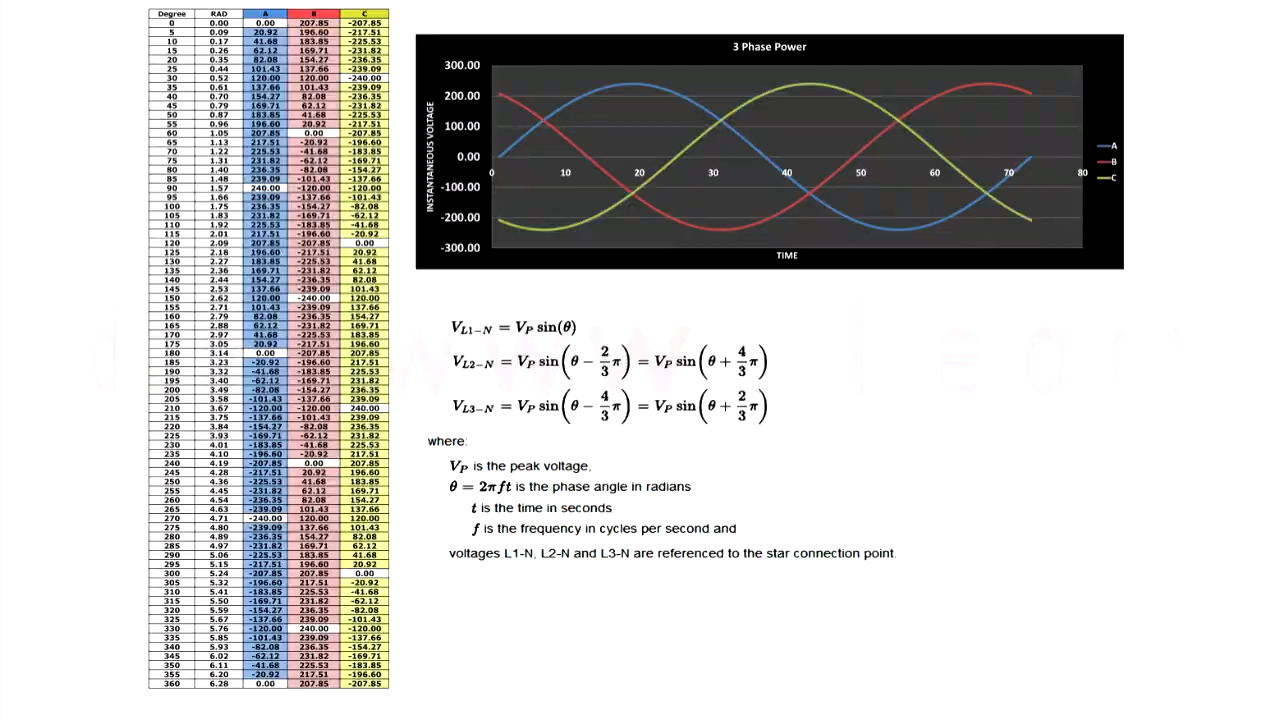 Degree RAD A B C
0 0.00 0.00 207.85 -207.85
5 0.09 20.92 196.60 -217.51
10 0.17 41.68 183.85 -225.53
15 0.26 62.12 169.71 -231.82
20 0.35 82.08 154.27 -236.35
25 0.44 101.43 137.66 -239.09
30 0.52 120.00 120.00 -240.00
35 0.61 137.66 101.43 -239.09
40 0.70 154.27 82.08 -236.35
45 0.79 169.71 62.12 -231.82
50 0.87 183.85 41.68 -225.53
55 0.96 196.60 20.92 -217.51
60 1.05 207.85 0.00 -207.85
65 1.13 217.51 -20.92 -196.60
70 1.22 225.53 -41.68 -183.85
75 1.31 231.82 -62.12 -169.71
80 1.40 236.35 -82.08 -154.27
85 1.48 239.09 -101.43 -137.66
90 1.57 240.00 -120.00 -120.00
95 1.66 239.09 -137.66 -101.43
100 1.75 236.35 -154.27 -82.08
105 1.83 231.82 -169.71 -62.12
110 1.92 225.53 -183.85 -41.68
115 2.01 217.51 -196.60 -20.92
120 2.09 207.85 -207.85 0.00
125 2.18 196.60 -217.51 20.92
130 2.27 183.85 -225.53 41.68
135 2.36 169.71 -231.82 62.12
140 2.44 154.27 -236.35 82.08
145 2.53 137.66 -239.09 101.43
150 2.62 120.00 -240.00 120.00
155 2.71 101.43 -239.09 137.66
160 2.79 82.08 -236.35 154.27
165 2.88 62.12 -231.82 169.71
170 2.97 41.68 -225.53 183.85
175 3.05 20.92 -217.51 196.60
180 3.14 0.00 -207.85 207.85
185 3.23 -20.92 -196.60 217.51
190 3.32 -41.68 -183.85 225.53
195 3.40 -62.12 -169.71 231.82
200 3.49 -82.08 -154.27 236.35
205 3.58 -101.43 -137.66 239.09
210 3.67 -120.00 -120.00 240.00
215 3.75 -137.66 -101.43 239.09
220 3.84 -154.27 -82.08 236.35
225 3.93 -169.71 -62.12 231.82
230 4.01 -183.85 -41.68 225.53
235 4.10 -196.60 -20.92 217.51
240 4.19 -207.85 0.00 207.85
245 4.28 -217.51 20.92 196.60
250 4.36 -225.53 41.68 183.85
255 4.45 -231.82 62.12 169.71
260 4.54 -236.35 82.08 154.27
265 4.63 -239.09 101.43 137.66
270 4.71 -240.00 120.00 120.00
275 4.80 -239.09 137.66 101.43
280 4.89 -236.35 154.27 82.08
285 4.97 -231.82 169.71 62.12
290 5.06 -225.53 183.85 41.68
295 5.15 -217.51 196.60 20.92
300 5.24 -207.85 207.85 0.00
305 5.32 -196.60 217.51 -20.92
310 5.41 -183.85 225.53 -41.68
315 5.50 -169.71 231.82 -62.12
320 5.59 -154.27 236.35 -82.08
325 5.67 -137.66 239.09 -101.43
330 5.76 -120.00 240.00 -120.00
335 5.85 -101.43 239.09 -137.66
340 5.93 -82.08 236.35 -154.27
345 6.02 -62.12 231.82 -169.71
350 6.11 -41.68 225.53 -183.85
355 6.20 -20.92 217.51 -196.60
360 6.28 0.00 207.85 -207.85
3 Phase Power
INSTANTANEOUS VOLTAGE
300.00
200.00
100.00
0.00
-100.00
-200.00
-300.00
0 10 20 30 40 50 60 70 80
TIME
A
B
C
V_{L1−N} = V_P sin(θ)
V_{L2−N} = V_P sin(θ − 2/3 π) = V_P sin(θ + 4/3 π)
V_{L3−N} = V_P sin(θ − 4/3 π) = V_P sin(θ + 2/3 π)
where:
V_P is the peak voltage,
θ = 2πft is the phase angle in radians
t is the time in seconds
f is the frequency in cycles per second and
voltages L1-N, L2-N and L3-N are referenced to the star connection point.